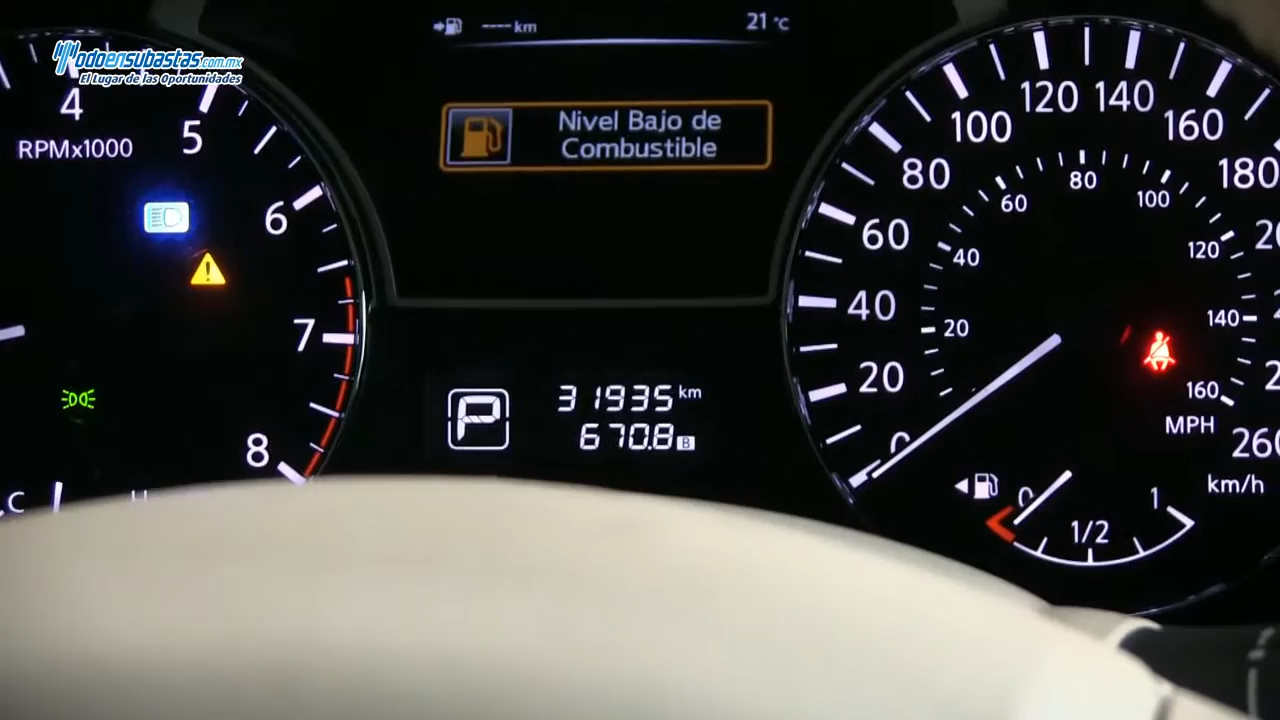 TodoenSubastas.com.mx
El Lugar de las Oportunidades
---- km
21 °C
Nivel Bajo de
Combustible
4
5
6
7
8
RPMx1000
C
H
P
31935 km
670.8 B
0
20
40
60
80
100
120
140
160
180
260
km/h
20
40
60
80
100
120
140
160
MPH
0
1/2
1